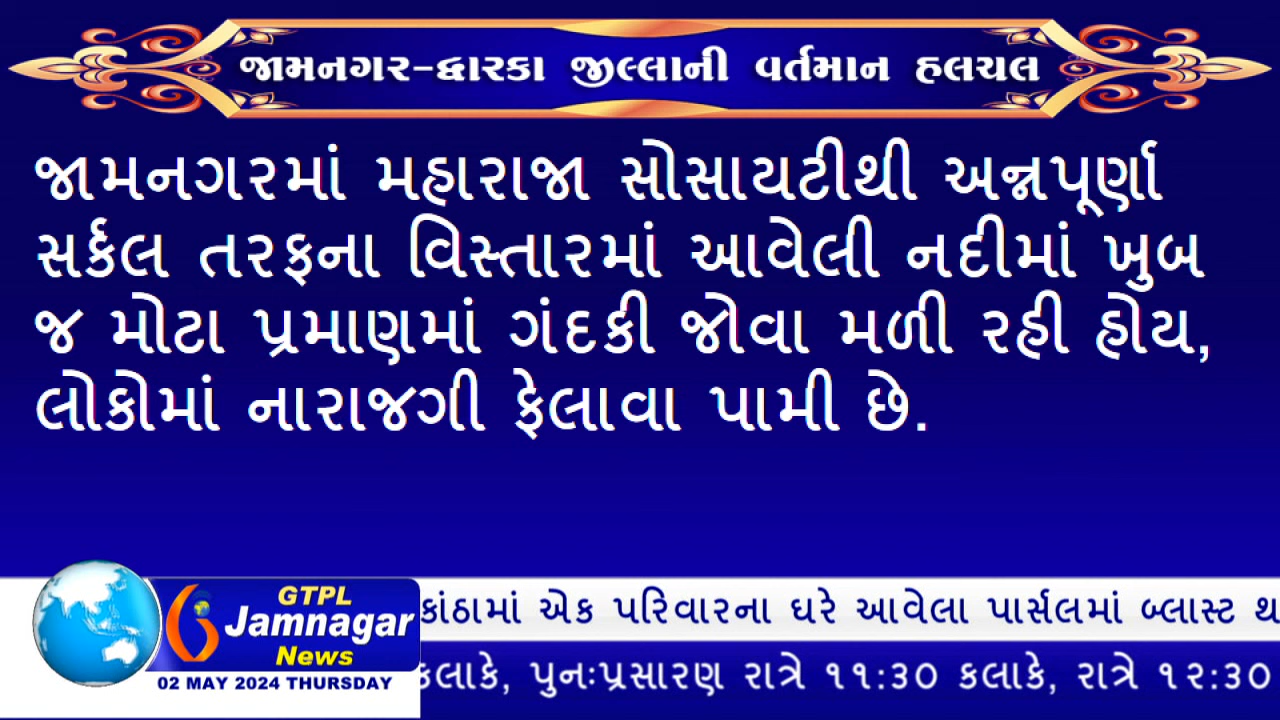 જામનગર-દ્વારકા જીલ્લાની વર્તમાન હલચલ
જામનગરમાં મહારાજા સોસાયટીથી અન્નપૂર્ણા
સર્કલ તરફના વિસ્તારમાં આવેલી નદીમાં ખુબ
જ મોટા પ્રમાણમાં ગંદકી જોવા મળી રહી હોય,
લોકોમાં નારાજગી ફેલાવા પામી છે.
GTPL
Jamnagar
News
02 MAY 2024 THURSDAY
કાંઠામાં એક પરિવારના ઘરે આવેલા પાર્સલમાં બ્લાસ્ટ થ
કલાકે, પુનઃપ્રસારણ રાત્રે ૧૧:૩૦ કલાકે, રાત્રે ૧૨:૩૦